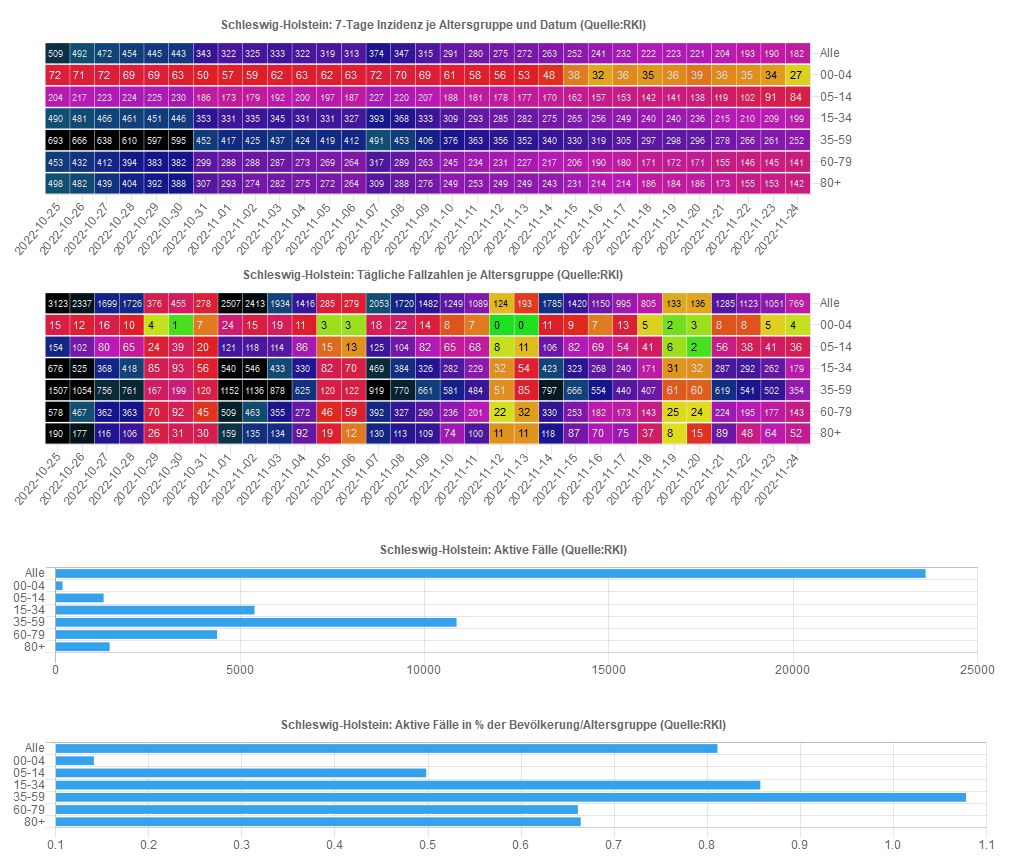 Schleswig-Holstein: 7-Tage Inzidenz je Altersgruppe und Datum (Quelle:RKI)
509 492 472 454 445 443 343 322 325 333 322 319 313 374 347 315 291 280 275 272 263 252 241 232 222 223 221 204 193 190 182 Alle
72 71 72 69 69 63 50 57 59 62 63 62 63 72 70 69 61 58 56 53 48 38 32 36 35 36 39 36 35 34 27 00-04
204 217 223 224 225 230 186 173 179 192 200 197 187 227 220 207 188 181 178 177 170 162 157 153 142 141 138 119 102 91 84 05-14
490 481 466 461 451 446 353 331 335 345 331 331 327 393 368 333 309 293 285 282 275 265 256 249 240 240 236 215 210 209 199 15-34
693 666 638 610 597 595 452 417 425 437 424 419 412 491 453 406 376 363 356 352 340 330 319 305 297 298 296 278 266 261 252 35-59
453 432 412 394 383 382 299 288 288 287 273 269 264 317 289 263 245 234 231 227 217 206 190 180 171 172 171 155 146 145 141 60-79
498 482 439 404 392 388 307 293 274 282 275 272 264 309 288 276 249 253 249 249 243 231 214 214 186 184 186 173 155 153 142 80+
2022-10-25 2022-10-26 2022-10-27 2022-10-28 2022-10-29 2022-10-30 2022-10-31 2022-11-01 2022-11-02 2022-11-03 2022-11-04 2022-11-05 2022-11-06 2022-11-07 2022-11-08 2022-11-09 2022-11-10 2022-11-11 2022-11-12 2022-11-13 2022-11-14 2022-11-15 2022-11-16 2022-11-17 2022-11-18 2022-11-19 2022-11-20 2022-11-21 2022-11-22 2022-11-23 2022-11-24
Schleswig-Holstein: Tägliche Fallzahlen je Altersgruppe (Quelle:RKI)
3123 2337 1699 1726 376 455 278 2507 2413 1934 1416 285 279 2053 1720 1482 1249 1089 124 193 1785 1420 1150 995 805 133 136 1285 1123 1051 769 Alle
15 12 16 10 4 1 7 24 15 19 11 3 3 18 22 14 8 7 0 0 11 9 7 13 5 2 3 8 8 5 4 00-04
154 102 80 65 24 39 20 121 118 114 86 15 13 125 104 82 65 68 8 11 106 82 69 54 41 6 2 56 38 41 36 05-14
676 525 368 418 85 93 56 540 546 433 330 82 70 469 384 326 282 229 32 54 423 323 268 240 171 31 32 287 292 262 179 15-34
1507 1054 756 761 167 199 120 1152 1136 878 625 120 122 919 770 661 581 484 51 85 797 666 554 440 407 61 60 619 541 502 354 35-59
578 467 362 363 70 92 45 509 463 355 272 46 59 392 327 290 236 201 22 32 330 253 182 173 143 25 24 224 195 177 143 60-79
190 177 116 106 26 31 30 159 135 134 92 19 12 130 113 109 74 100 11 11 118 87 70 75 37 8 15 89 48 64 52 80+
2022-10-25 2022-10-26 2022-10-27 2022-10-28 2022-10-29 2022-10-30 2022-10-31 2022-11-01 2022-11-02 2022-11-03 2022-11-04 2022-11-05 2022-11-06 2022-11-07 2022-11-08 2022-11-09 2022-11-10 2022-11-11 2022-11-12 2022-11-13 2022-11-14 2022-11-15 2022-11-16 2022-11-17 2022-11-18 2022-11-19 2022-11-20 2022-11-21 2022-11-22 2022-11-23 2022-11-24
Schleswig-Holstein: Aktive Fälle (Quelle:RKI)
Alle
00-04
05-14
15-34
35-59
60-79
80+
0 5000 10000 15000 20000 25000
Schleswig-Holstein: Aktive Fälle in % der Bevölkerung/Altersgruppe (Quelle:RKI)
Alle
00-04
05-14
15-34
35-59
60-79
80+
0.1 0.2 0.3 0.4 0.5 0.6 0.7 0.8 0.9 1.0 1.1